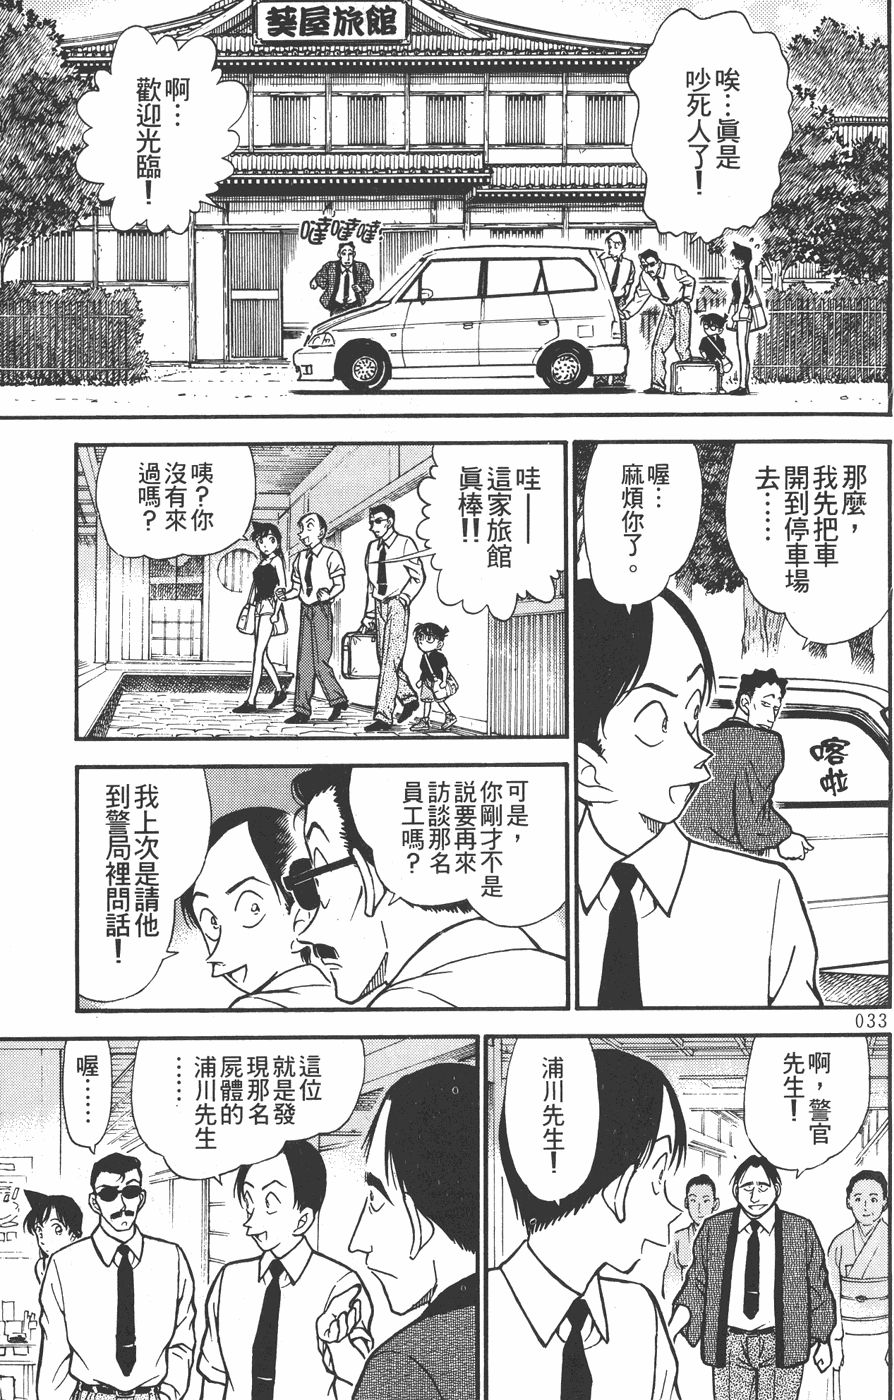 葵屋旅館
唉…眞是
吵死人了！
啊…
歡迎光臨！
噠噠噠
那麼，
我先把車
開到停車場
去……
喔…
麻煩你了。
喀啦
哇──
這家旅館
眞棒!!
咦？你
沒有來
過嗎？
可是，
你剛才不是
說要再來
訪談那名
員工嗎？
我上次是請他
到警局裡問話！
033
啊，警官
先生！
浦川先生！
這位
就是發
現那名
屍體的
浦川先生
……
喔……